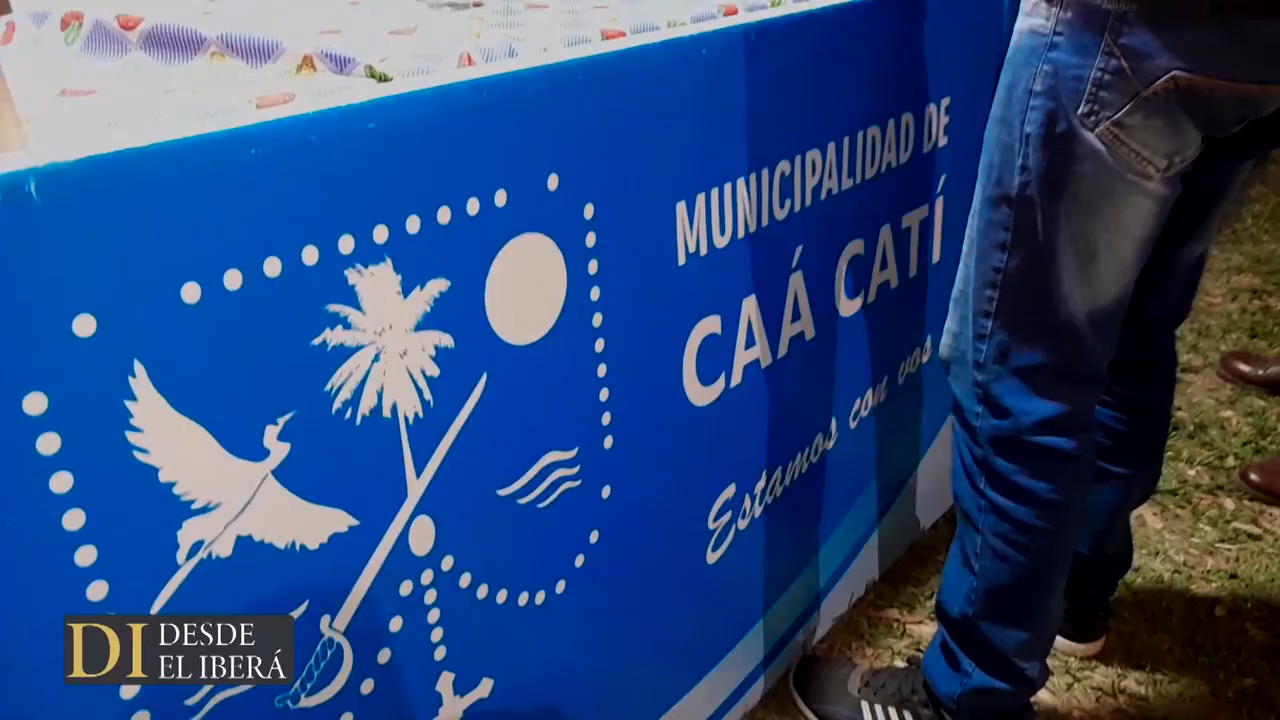 MUNICIPALIDAD DE
CAÁ CATÍ
Estamos con vos
DI DESDE
EL IBERÁ